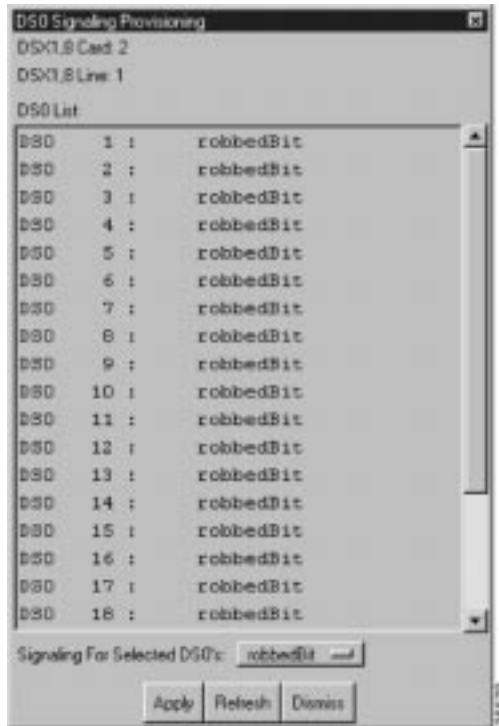 DS0 Signaling Provisioning
DSX1,8 Card: 2
DSX1,8 Line: 1
DS0 List
DS0 1 : robbedBit
DS0 2 : robbedBit
DS0 3 : robbedBit
DS0 4 : robbedBit
DS0 5 : robbedBit
DS0 6 : robbedBit
DS0 7 : robbedBit
DS0 8 : robbedBit
DS0 9 : robbedBit
DS0 10 : robbedBit
DS0 11 : robbedBit
DS0 12 : robbedBit
DS0 13 : robbedBit
DS0 14 : robbedBit
DS0 15 : robbedBit
DS0 16 : robbedBit
DS0 17 : robbedBit
DS0 18 : robbedBit
Signaling For Selected DS0's: robbedBit
Apply Refresh Dismiss